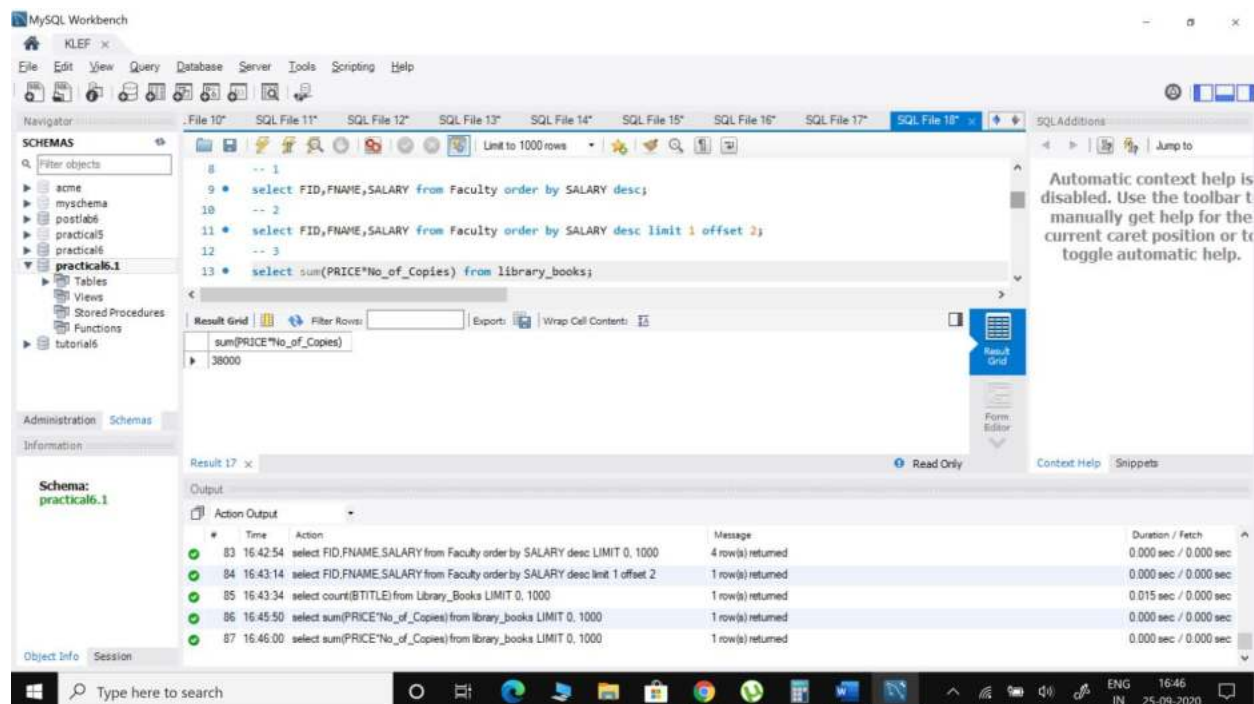 MySQL Workbench
KLEF ×
File Edit View Query Database Server Tools Scripting Help
Navigator
SCHEMAS
Filter objects
acme
myschema
postlab6
practical5
practical6
practical6.1
Tables
Views
Stored Procedures
Functions
tutorial6
Administration Schemas
Information
Schema:
practical6.1
Object Info Session
. File 10* SQL File 11* SQL File 12* SQL File 13* SQL File 14* SQL File 15* SQL File 16* SQL File 17* SQL File 18* ×
Limit to 1000 rows
8 -- 1
9 select FID,FNAME,SALARY from Faculty order by SALARY desc;
10 -- 2
11 select FID,FNAME,SALARY from Faculty order by SALARY desc limit 1 offset 2;
12 -- 3
13 select sum(PRICE*No_of_Copies) from library_books;
Result Grid Filter Rows: Export: Wrap Cell Content:
sum(PRICE*No_of_Copies)
38000
Result Grid
Form Editor
Result 17 × Read Only
Output
Action Output
# Time Action Message Duration / Fetch
83 16:42:54 select FID,FNAME,SALARY from Faculty order by SALARY desc LIMIT 0, 1000 4 row(s) returned 0.000 sec / 0.000 sec
84 16:43:14 select FID,FNAME,SALARY from Faculty order by SALARY desc limit 1 offset 2 1 row(s) returned 0.000 sec / 0.000 sec
85 16:43:34 select count(BTITLE) from Library_Books LIMIT 0, 1000 1 row(s) returned 0.015 sec / 0.000 sec
86 16:45:50 select sum(PRICE*No_of_Copies) from library_books LIMIT 0, 1000 1 row(s) returned 0.000 sec / 0.000 sec
87 16:46:00 select sum(PRICE*No_of_Copies) from library_books LIMIT 0, 1000 1 row(s) returned 0.000 sec / 0.000 sec
SQLAdditions
Jump to
Automatic context help is
disabled. Use the toolbar t
manually get help for the
current caret position or to
toggle automatic help.
Context Help Snippets
Type here to search
ENG
IN
16:46
25-09-2020